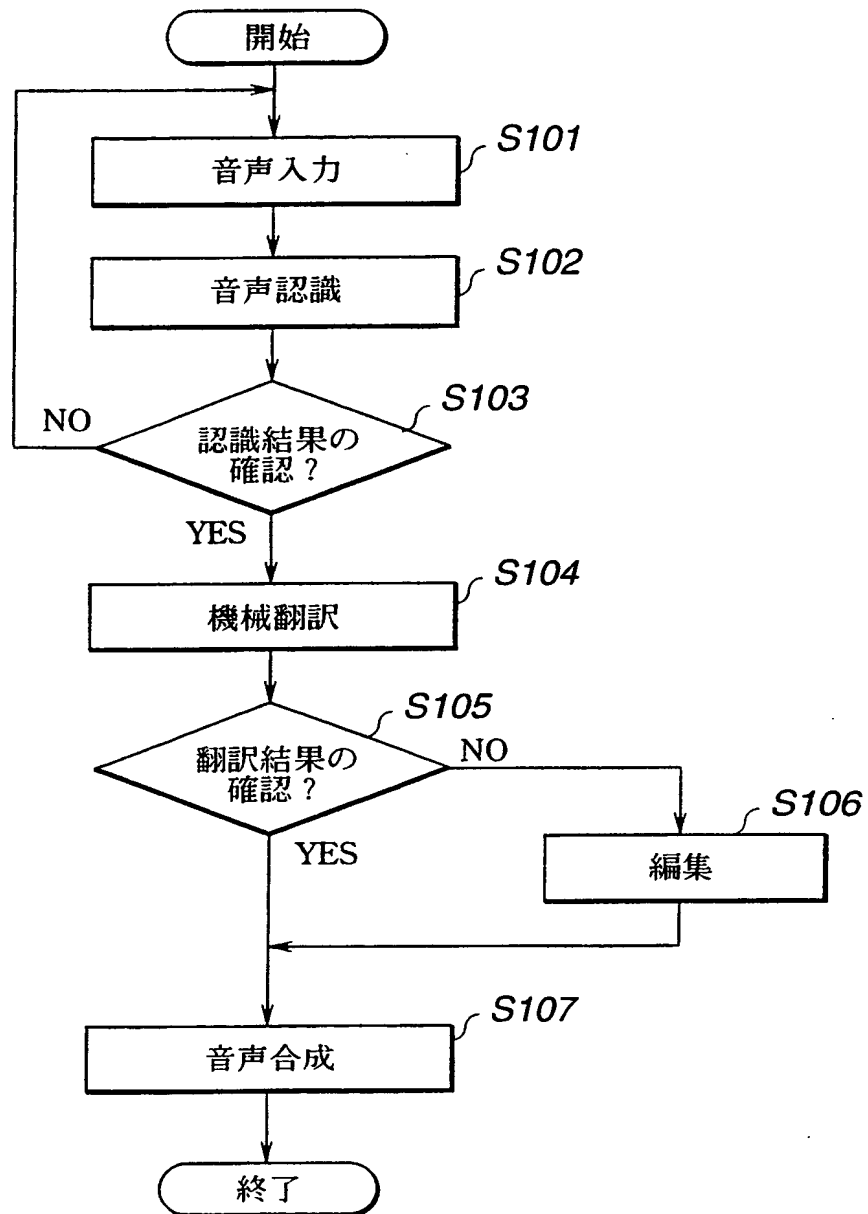 開始
音声入力
S101
音声認識
S102
認識結果の
確認？
S103
NO
YES
機械翻訳
S104
翻訳結果の
確認？
S105
NO
YES
編集
S106
音声合成
S107
終了